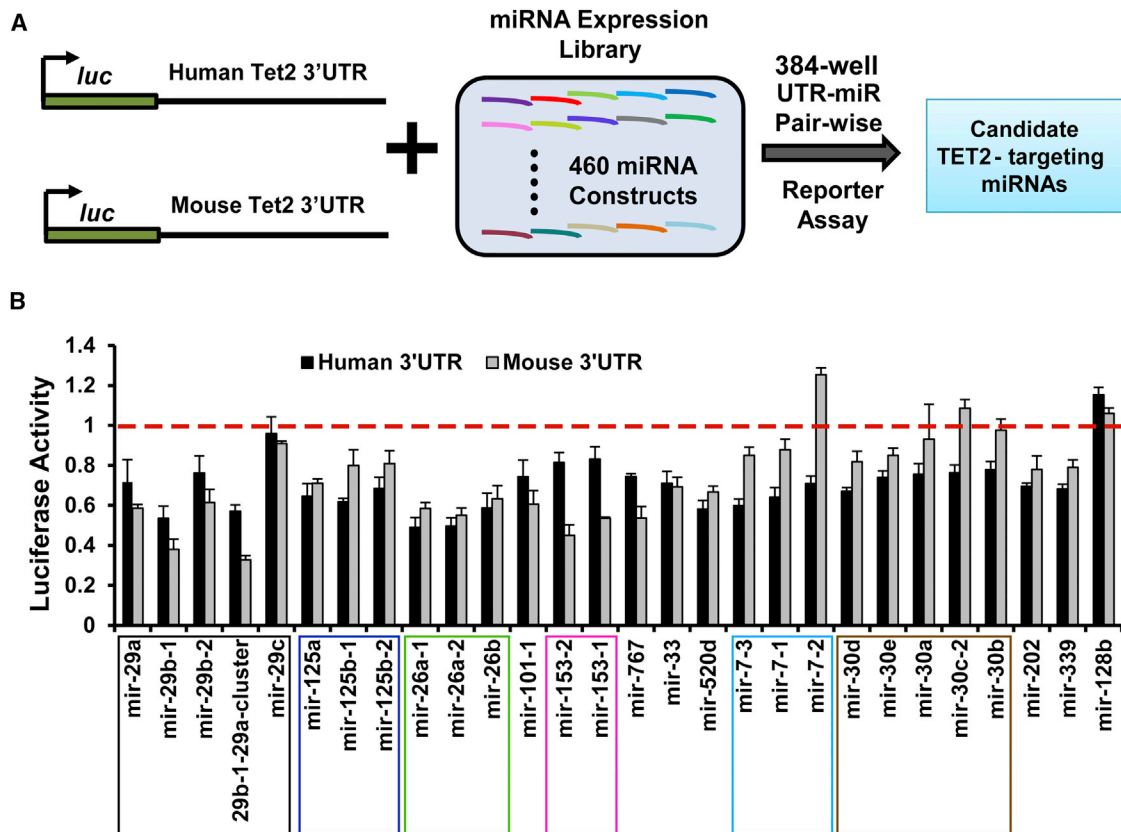 A
luc
Human Tet2 3'UTR
luc
Mouse Tet2 3'UTR
miRNA Expression
Library
460 miRNA
Constructs
384-well
UTR-miR
Pair-wise
Reporter
Assay
Candidate
TET2 - targeting
miRNAs
B
Luciferase Activity
1.4
1.2
1
0.8
0.6
0.4
0.2
0
Human 3'UTR
Mouse 3'UTR
mir-29a
mir-29b-1
mir-29b-2
29b-1-29a-cluster
mir-29c
mir-125a
mir-125b-1
mir-125b-2
mir-26a-1
mir-26a-2
mir-26b
mir-101-1
mir-153-2
mir-153-1
mir-767
mir-33
mir-520d
mir-7-3
mir-7-1
mir-7-2
mir-30d
mir-30e
mir-30a
mir-30c-2
mir-30b
mir-202
mir-339
mir-128b